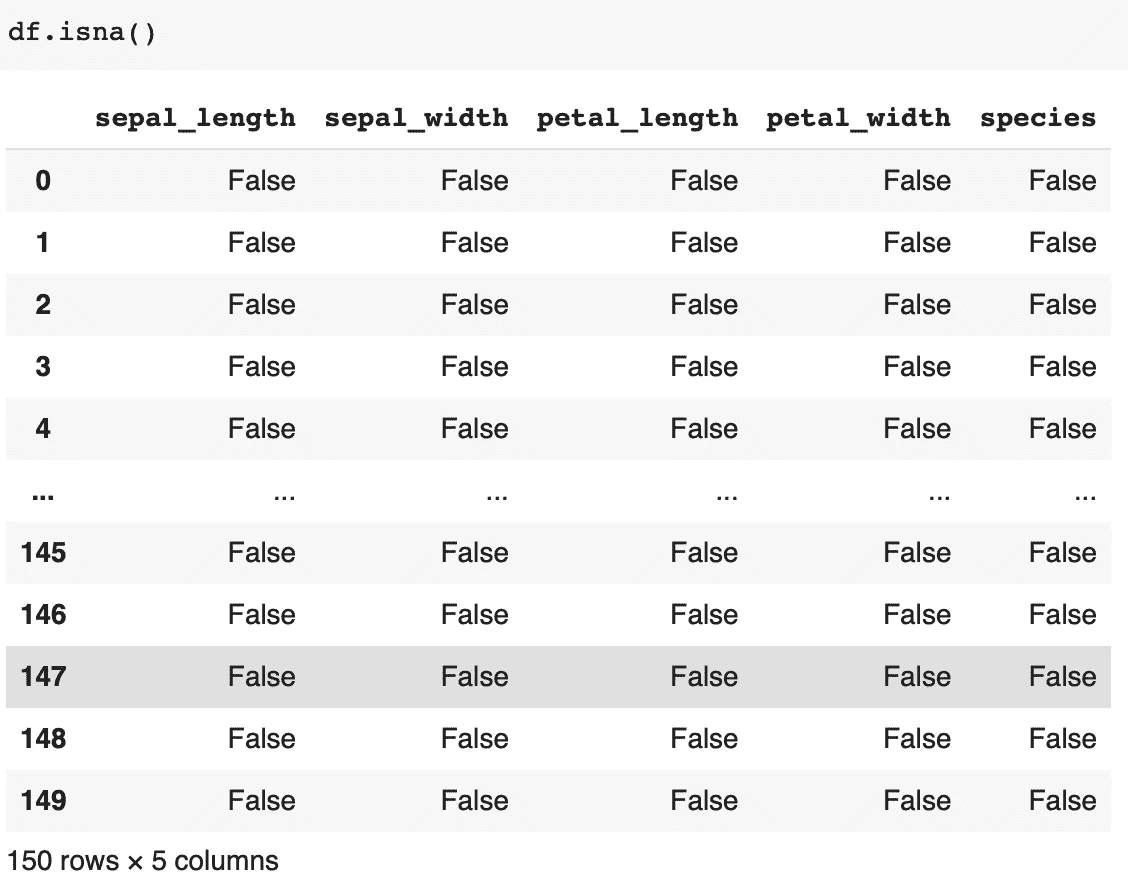 df.isna()
sepal_length sepal_width petal_length petal_width species
0 False False False False False
1 False False False False False
2 False False False False False
3 False False False False False
4 False False False False False
... ... ... ... ... ...
145 False False False False False
146 False False False False False
147 False False False False False
148 False False False False False
149 False False False False False
150 rows × 5 columns